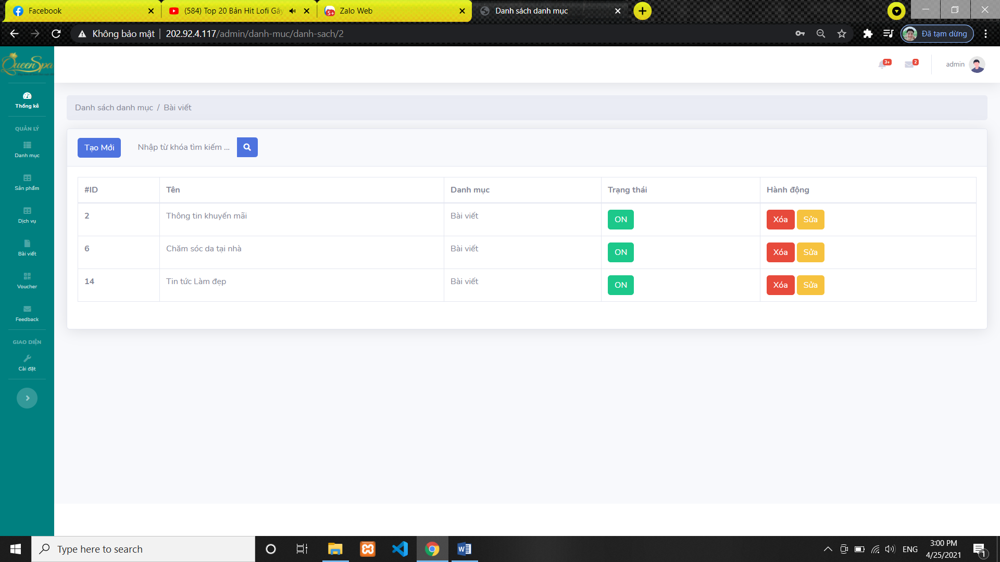 Facebook
(584) Top 20 Bản Hit Lofi Gây
5+
Zalo Web
Danh sách danh mục
Không bảo mật
202.92.4.117/admin/danh-muc/danh-sach/2
Đã tạm dừng
QueenSpa
3+
2
admin
Thống kê
QUẢN LÝ
Danh mục
Sản phẩm
Dịch vụ
Bài viết
Voucher
Feedback
GIAO DIỆN
Cài đặt
Danh sách danh mục / Bài viết
Tạo Mới
Nhập từ khóa tìm kiếm ...
#ID Tên Danh mục Trạng thái Hành động
2 Thông tin khuyến mãi Bài viết ON Xóa Sửa
6 Chăm sóc da tại nhà Bài viết ON Xóa Sửa
14 Tin tức Làm đẹp Bài viết ON Xóa Sửa
Type here to search
ENG
3:00 PM
4/25/2021
1